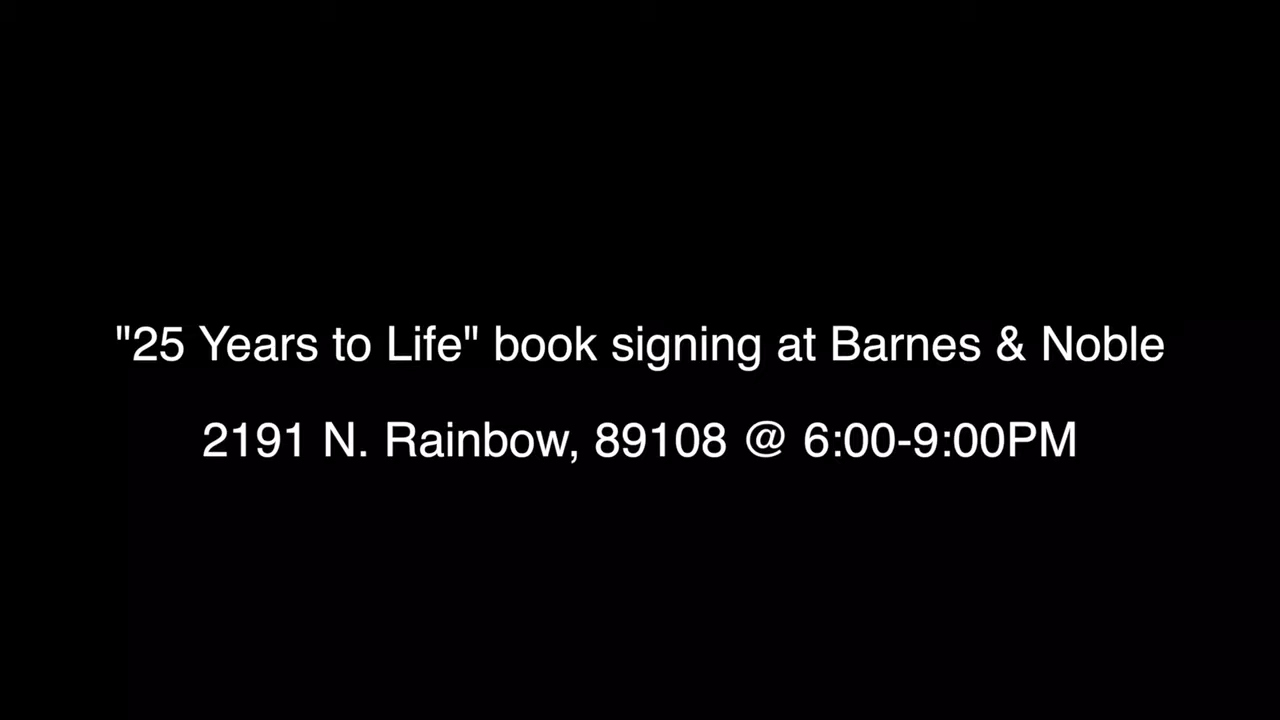 "25 Years to Life" book signing at Barnes & Noble
2191 N. Rainbow, 89108 @ 6:00-9:00PM